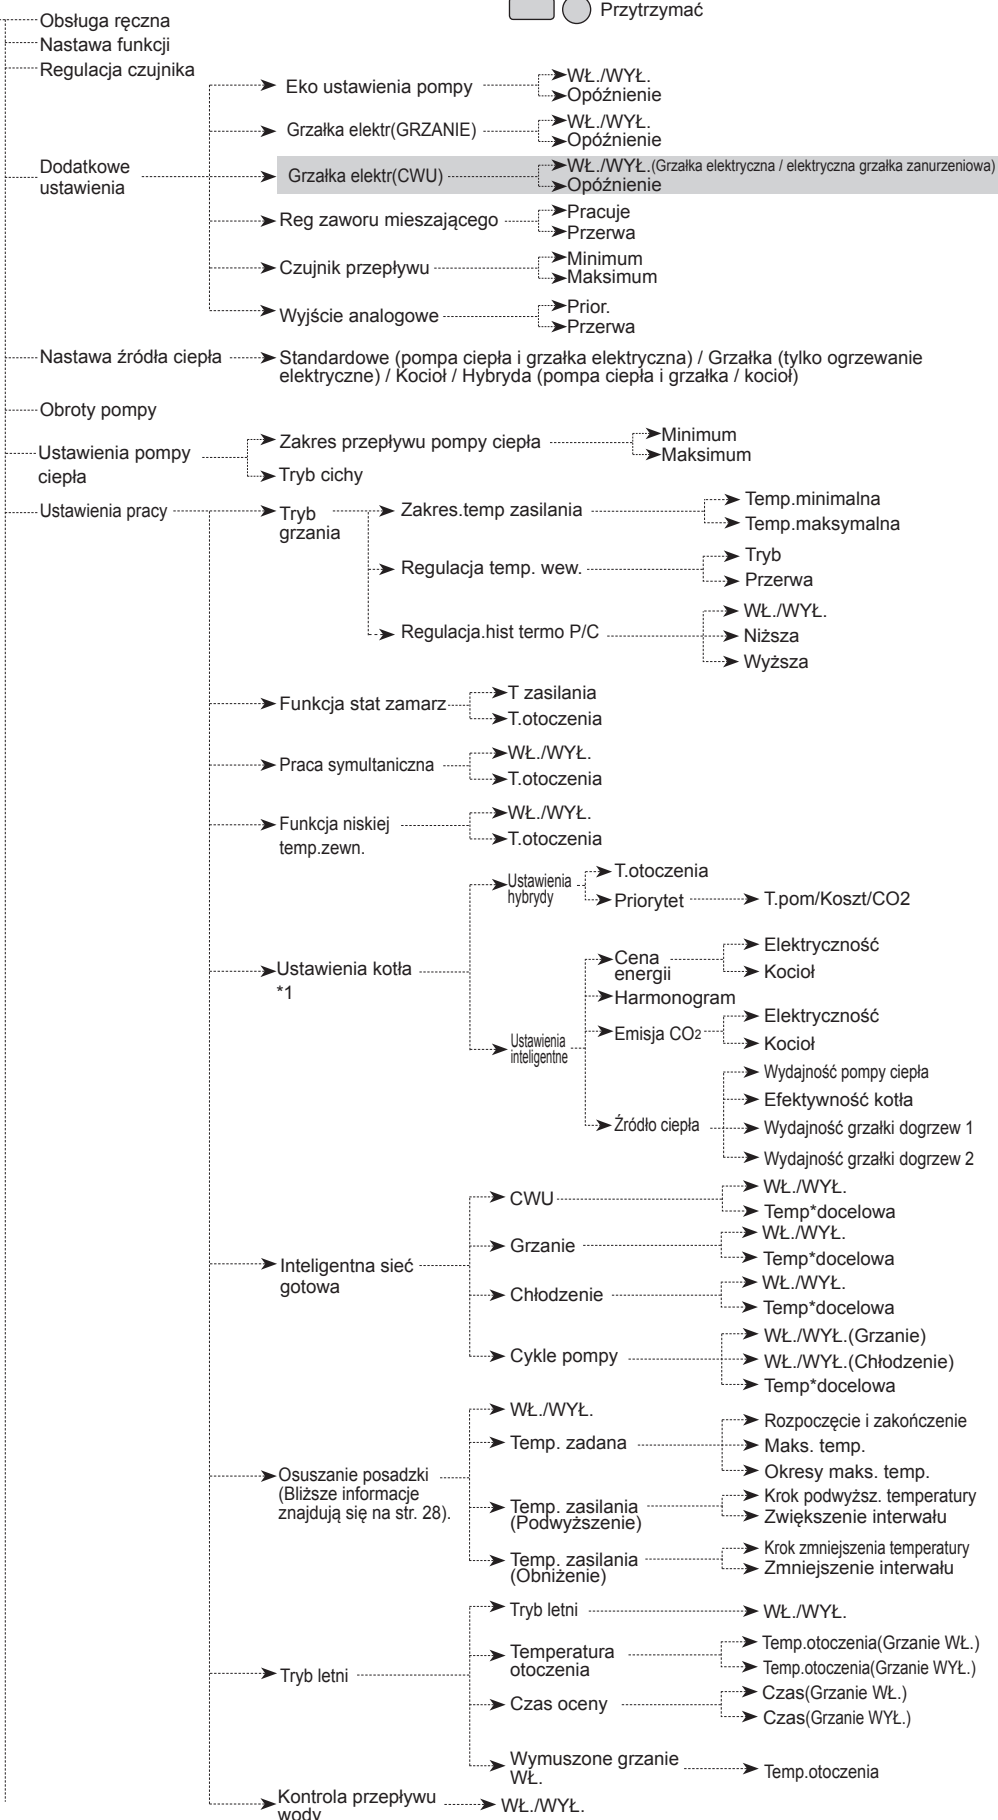 Przytrzymać
Obsługa ręczna
Nastawa funkcji
Regulacja czujnika
Dodatkowe
ustawienia
Eko ustawienia pompy
WŁ./WYŁ.
Opóźnienie
Grzałka elektr(GRZANIE)
WŁ./WYŁ.
Opóźnienie
Grzałka elektr(CWU)
WŁ./WYŁ.(Grzałka elektryczna / elektryczna grzałka zanurzeniowa)
Opóźnienie
Reg zaworu mieszającego
Pracuje
Przerwa
Czujnik przepływu
Minimum
Maksimum
Wyjście analogowe
Prior.
Przerwa
Nastawa źródła ciepła
Standardowe (pompa ciepła i grzałka elektryczna) / Grzałka (tylko ogrzewanie
elektryczne) / Kocioł / Hybryda (pompa ciepła i grzałka / kocioł)
Obroty pompy
Ustawienia pompy
ciepła
Zakres przepływu pompy ciepła
Minimum
Maksimum
Tryb cichy
Ustawienia pracy
Tryb
grzania
Zakres.temp zasilania
Temp.minimalna
Temp.maksymalna
Regulacja temp. wew.
Tryb
Przerwa
Regulacja.hist termo P/C
WŁ./WYŁ.
Niższa
Wyższa
Funkcja stat zamarz
T zasilania
T.otoczenia
Praca symultaniczna
WŁ./WYŁ.
T.otoczenia
Funkcja niskiej
temp.zewn.
WŁ./WYŁ.
T.otoczenia
Ustawienia kotła
*1
Ustawienia
hybrydy
T.otoczenia
Priorytet
T.pom/Koszt/CO2
Ustawienia
inteligentne
Cena
energii
Elektryczność
Kocioł
Harmonogram
Emisja CO2
Elektryczność
Kocioł
Źródło ciepła
Wydajność pompy ciepła
Efektywność kotła
Wydajność grzałki dogrzew 1
Wydajność grzałki dogrzew 2
Inteligentna sieć
gotowa
CWU
WŁ./WYŁ.
Temp*docelowa
Grzanie
WŁ./WYŁ.
Temp*docelowa
Chłodzenie
WŁ./WYŁ.
Temp*docelowa
Cykle pompy
WŁ./WYŁ.(Grzanie)
WŁ./WYŁ.(Chłodzenie)
Temp*docelowa
Osuszanie posadzki
(Bliższe informacje
znajdują się na str. 28).
WŁ./WYŁ.
Temp. zadana
Rozpoczęcie i zakończenie
Maks. temp.
Okresy maks. temp.
Temp. zasilania
(Podwyższenie)
Krok podwyższ. temperatury
Zwiększenie interwału
Temp. zasilania
(Obniżenie)
Krok zmniejszenia temperatury
Zmniejszenie interwału
Tryb letni
Tryb letni
WŁ./WYŁ.
Temperatura
otoczenia
Temp.otoczenia(Grzanie WŁ.)
Temp.otoczenia(Grzanie WYŁ.)
Czas oceny
Czas(Grzanie WŁ.)
Czas(Grzanie WYŁ.)
Wymuszone grzanie
WŁ.
Temp.otoczenia
Kontrola przepływu
wody
WŁ./WYŁ.